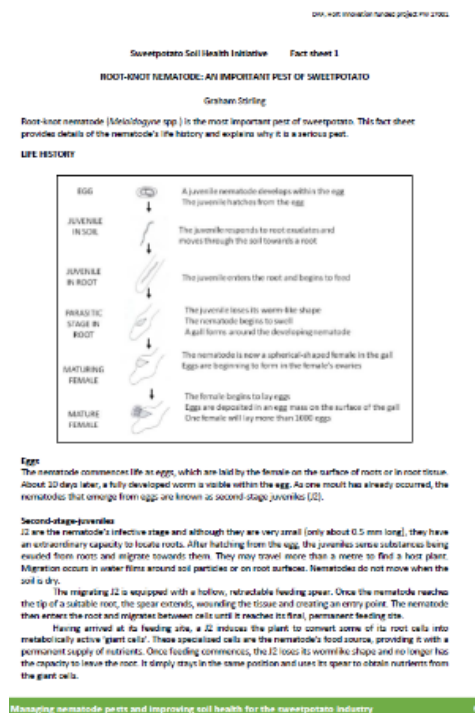 DAF, Hort Innovation funded project PW 17001
Sweetpotato Soil Health Initiative Fact sheet 1
ROOT-KNOT NEMATODE: AN IMPORTANT PEST OF SWEETPOTATO
Graham Stirling
Root-knot nematode (Meloidogyne spp.) is the most important pest of sweetpotato. This fact sheet
provides details of the nematode's life history and explains why it is a serious pest.
LIFE HISTORY
EGG
A juvenile nematode develops within the egg
The juvenile hatches from the egg
JUVENILE
IN SOIL
The juvenile responds to root exudates and
moves through the soil towards a root
JUVENILE
IN ROOT
The juvenile enters the root and begins to feed
PARASITIC
STAGE IN
ROOT
The juvenile loses its worm-like shape
The nematode begins to swell
A gall forms around the developing nematode
MATURING
FEMALE
The nematode is now a spherical-shaped female in the gall
Eggs are beginning to form in the female's ovaries
MATURE
FEMALE
The female begins to lay eggs
Eggs are deposited in an egg mass on the surface of the gall
One female will lay more than 1000 eggs
Eggs
The nematode commences life as eggs, which are laid by the female on the surface of roots or in root tissue.
About 10 days later, a fully developed worm is visible within the egg. As one moult has already occurred, the
nematodes that emerge from eggs are known as second-stage juveniles (J2).
Second-stage-juveniles
J2 are the nematode's infective stage and although they are very small (only about 0.5 mm long), they have
an extraordinary capacity to locate roots. After hatching from the egg, the juveniles sense substances being
exuded from roots and migrate towards them. They may travel more than a metre to find a host plant.
Migration occurs in water films around soil particles or on root surfaces. Nematodes do not move when the
soil is dry.
The migrating J2 is equipped with a hollow, retractable feeding spear. Once the nematode reaches
the tip of a suitable root, the spear extends, wounding the tissue and creating an entry point. The nematode
then enters the root and migrates between cells until it reaches its final, permanent feeding site.
Having arrived at its feeding site, a J2 induces the plant to convert some of its root cells into
metabolically active 'giant cells'. These specialised cells are the nematode's food source, providing it with a
permanent supply of nutrients. Once feeding commences, the J2 loses its wormlike shape and no longer has
the capacity to leave the root. It simply stays in the same position and uses its spear to obtain nutrients from
the giant cells.
Managing nematode pests and improving soil health for the sweetpotato industry